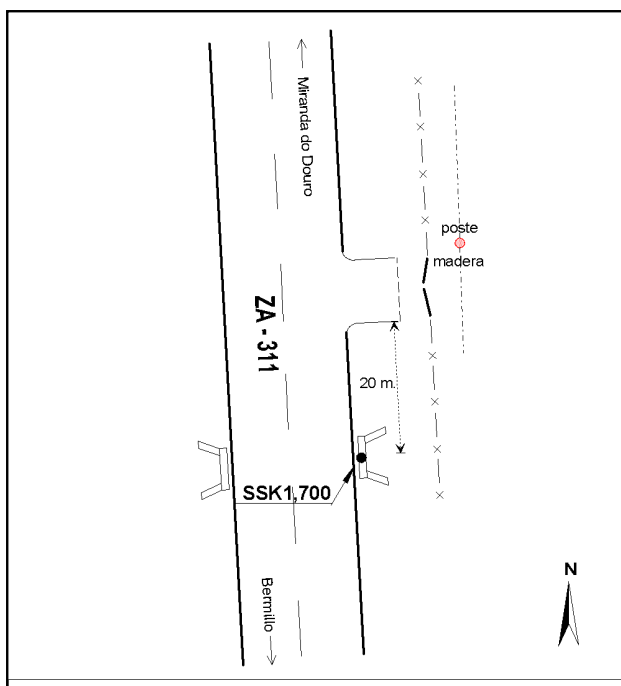 Miranda do Douro
poste
madera
ZA - 311
20 m.
SSK1,700
Bermillo
N